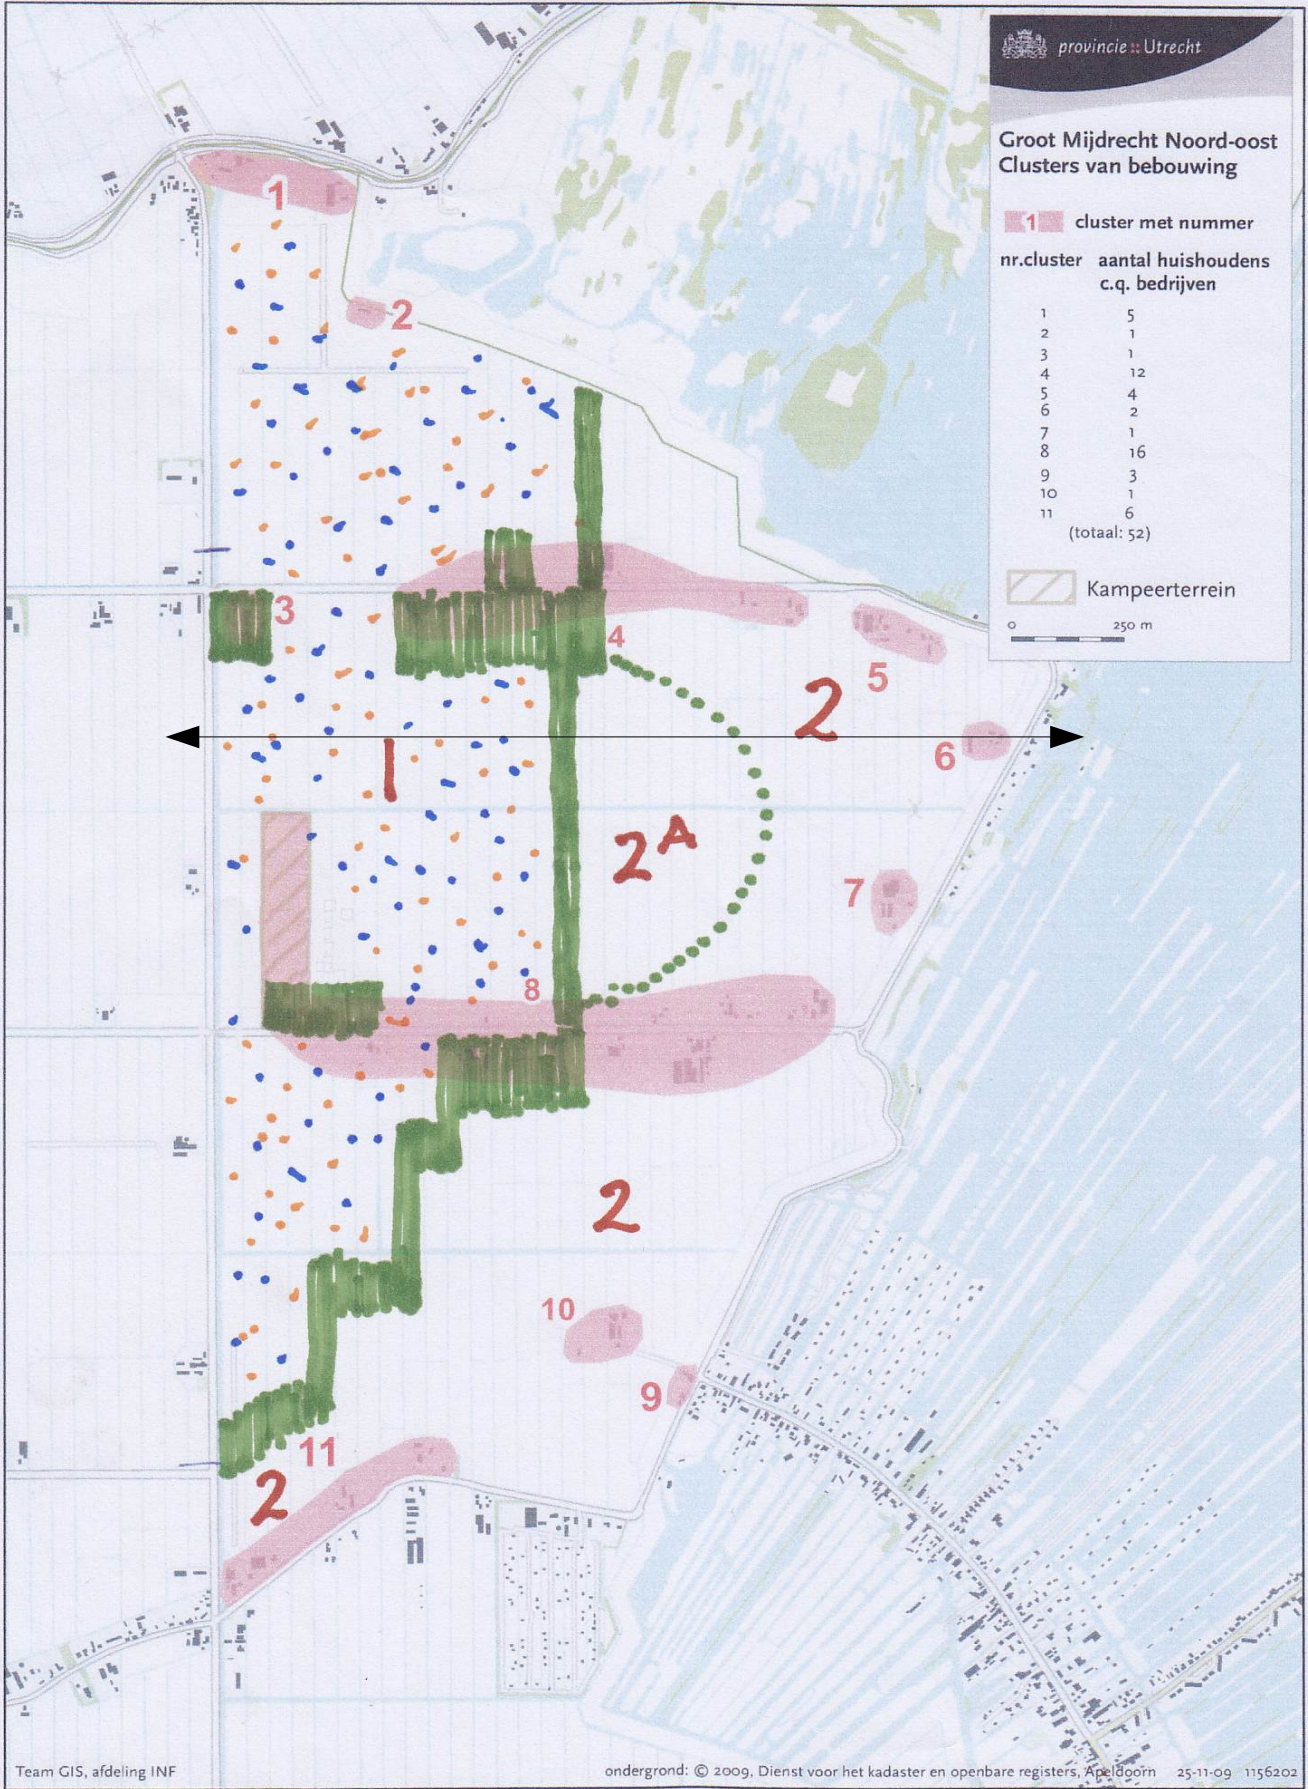 provincie :: Utrecht
Groot Mijdrecht Noord-oost
Clusters van bebouwing
1 cluster met nummer
nr.cluster aantal huishoudens
c.q. bedrijven
1 5
2 1
3 1
4 12
5 4
6 2
7 1
8 16
9 3
10 1
11 6
(totaal: 52)
Kampeerterrein
0 250 m
1
2
3
4
5
2
6
1
2A
7
8
2
10
9
11
2
Team GIS, afdeling INF
ondergrond: © 2009, Dienst voor het kadaster en openbare registers, Apeldoorn 25-11-09 1156202